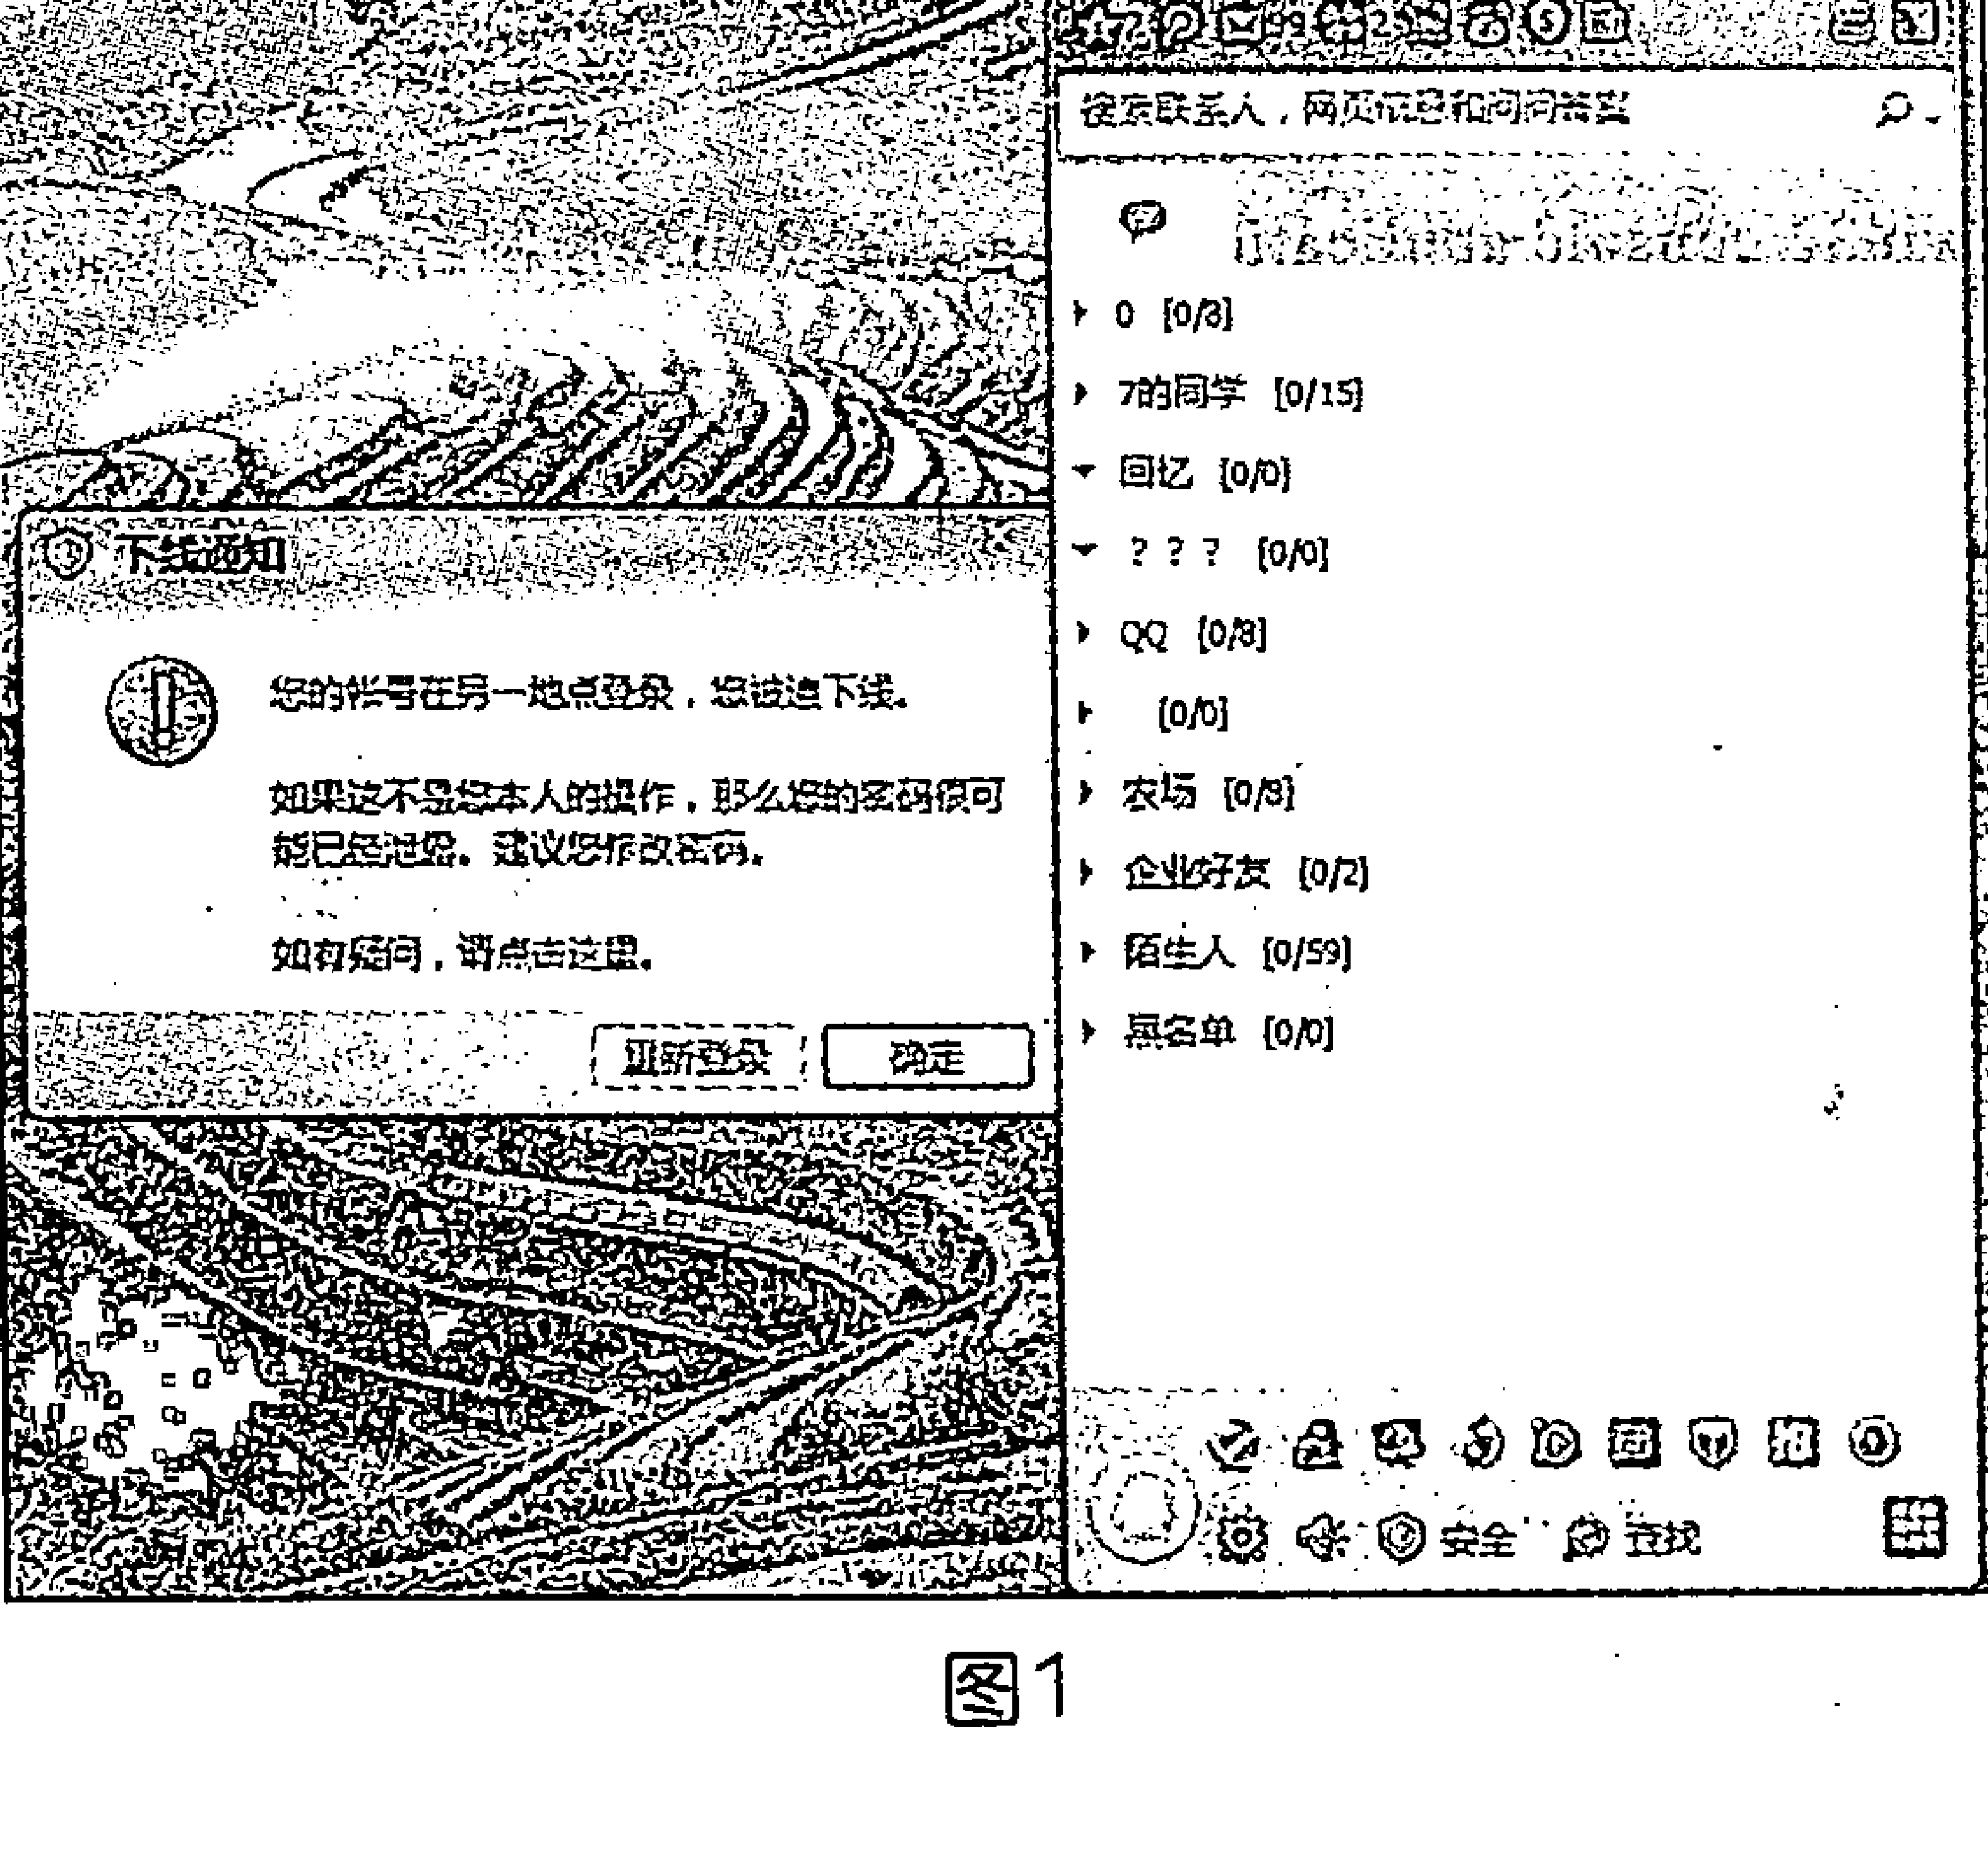 搜索联系人，网页信息和问问答案
0 [0/3]
7的同学 [0/15]
回忆 [0/0]
？？？ [0/0]
QQ [0/8]
[0/0]
农场 [0/8]
企业好友 [0/2]
陌生人 [0/59]
黑名单 [0/0]
安全 查找
下线通知
您的帐号在另一地点登录，您被迫下线。
如果这不是您本人的操作，那么您的密码很可
能已经泄露。建议您修改密码。
如有疑问，请点击这里。
重新登录 确定
图1